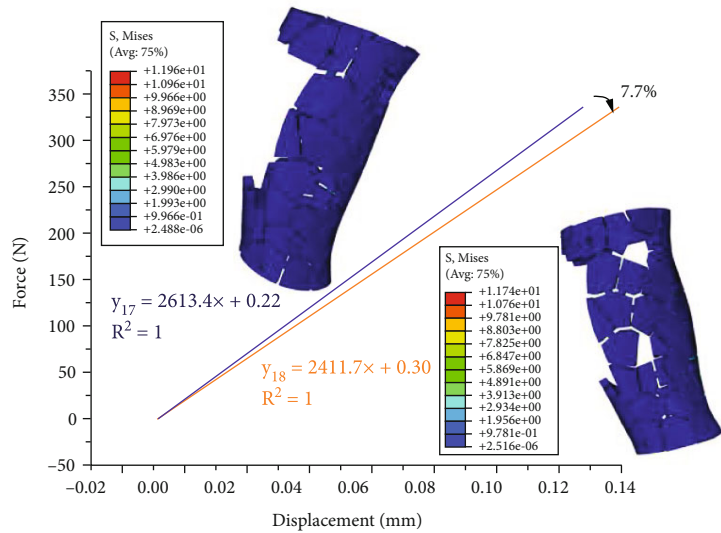 S, Mises
(Avg: 75%)
+1.196e+01
+1.096e+01
+9.966e+00
+8.969e+00
+7.973e+00
+6.976e+00
+5.979e+00
+4.983e+00
+3.986e+00
+2.990e+00
+1.993e+00
+9.966e-01
+2.488e-06
7.7%
350
300
250
200
150
100
50
0
−50
Force (N)
y17 = 2613.4× + 0.22
R² = 1
y18 = 2411.7× + 0.30
R² = 1
S, Mises
(Avg: 75%)
+1.174e+01
+1.076e+01
+9.781e+00
+8.803e+00
+7.825e+00
+6.847e+00
+5.869e+00
+4.891e+00
+3.913e+00
+2.934e+00
+1.956e+00
+9.781e-01
+2.516e-06
−0.02 0.00 0.02 0.04 0.06 0.08 0.10 0.12 0.14
Displacement (mm)